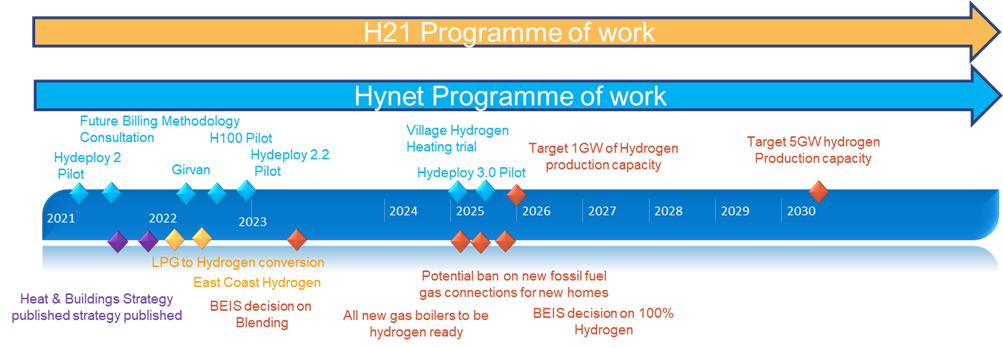 H21 Programme of work
Hynet Programme of work
Future Billing Methodology
Consultation
H100 Pilot
Hydeploy 2
Pilot
Girvan
Hydeploy 2.2
Pilot
Village Hydrogen
Heating trial
Hydeploy 3.0 Pilot
Target 1GW of Hydrogen
production capacity
Target 5GW hydrogen
Production capacity
2021
2022
2023
2024
2025
2026
2027
2028
2029
2030
LPG to Hydrogen conversion
East Coast Hydrogen
Heat & Buildings Strategy
published strategy published
BEIS decision on
Blending
Potential ban on new fossil fuel
gas connections for new homes
All new gas boilers to be
hydrogen ready
BEIS decision on 100%
Hydrogen